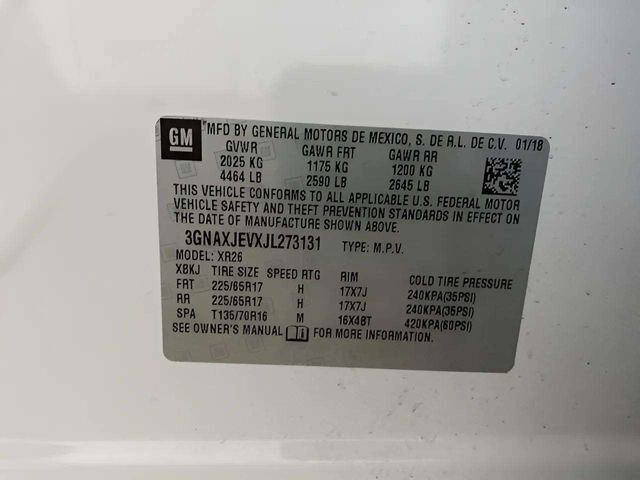 GM MFD BY GENERAL MOTORS DE MEXICO, S. DE R.L. DE C.V. 01/18
GVWR GAWR FRT GAWR RR
2025 KG 1175 KG 1200 KG
4464 LB 2590 LB 2645 LB
THIS VEHICLE CONFORMS TO ALL APPLICABLE U.S. FEDERAL MOTOR
VEHICLE SAFETY AND THEFT PREVENTION STANDARDS IN EFFECT ON
THE DATE OF MANUFACTURE SHOWN ABOVE.
3GNAXJEVXJL273131 TYPE: M.P.V.
MODEL: XR26
XBKJ TIRE SIZE SPEED RTG RIM COLD TIRE PRESSURE
FRT 225/65R17 H 17X7J 240KPA(35PSI)
RR 225/65R17 H 17X7J 240KPA(35PSI)
SPA T135/70R16 M 16X4BT 420KPA(60PSI)
SEE OWNER'S MANUAL FOR MORE INFORMATION.